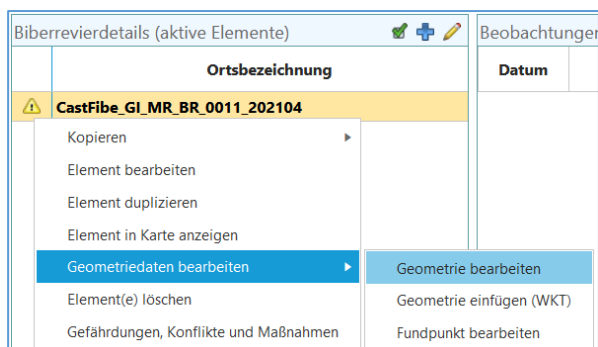 Biberrevierdetails (aktive Elemente)
Beobachtungen
Ortsbezeichnung
Datum
CastFibe_GI_MR_BR_0011_202104
Kopieren
Element bearbeiten
Element duplizieren
Element in Karte anzeigen
Geometriedaten bearbeiten
Geometrie bearbeiten
Element(e) löschen
Geometrie einfügen (WKT)
Gefährdungen, Konflikte und Maßnahmen
Fundpunkt bearbeiten